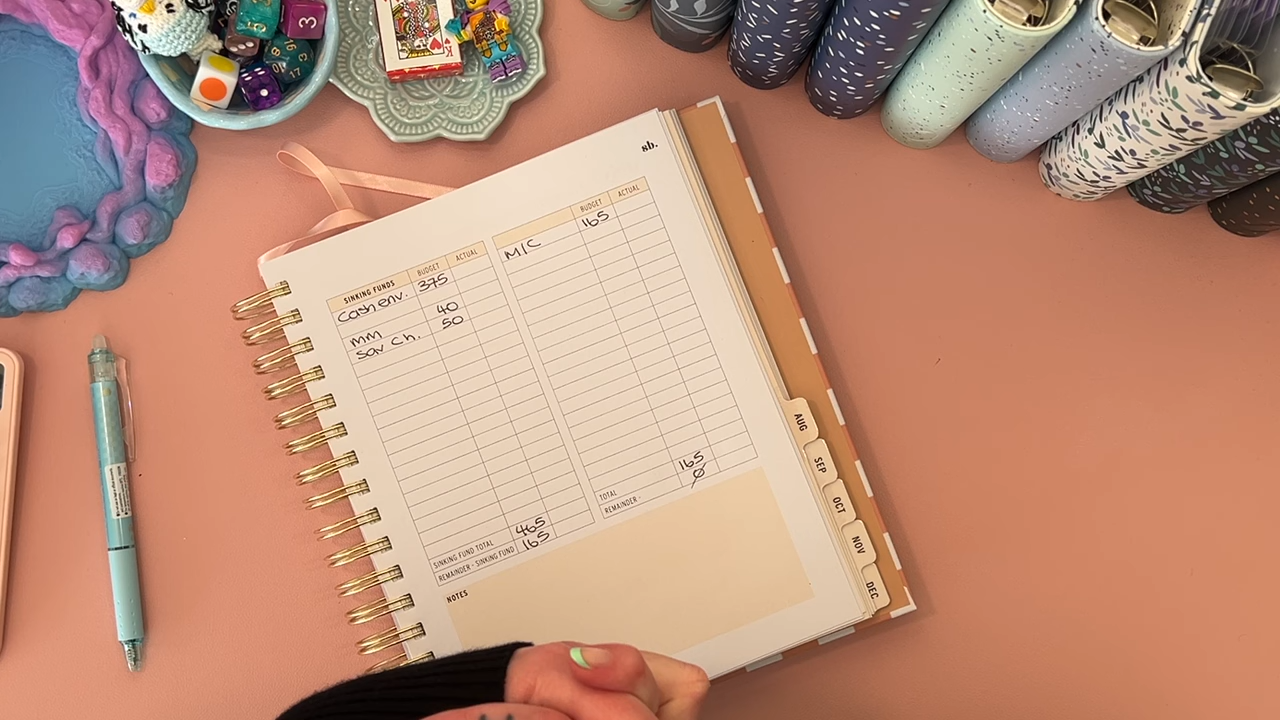 sb.
SINKING FUNDS BUDGET ACTUAL
cash env. 375
MM 40
sav ch. 50
SINKING FUND TOTAL 465
REMAINDER - SINKING FUND 165
BUDGET ACTUAL
M/C 165
TOTAL 165
REMAINDER - 0
NOTES
AUG
SEP
OCT
NOV
DEC
K
3